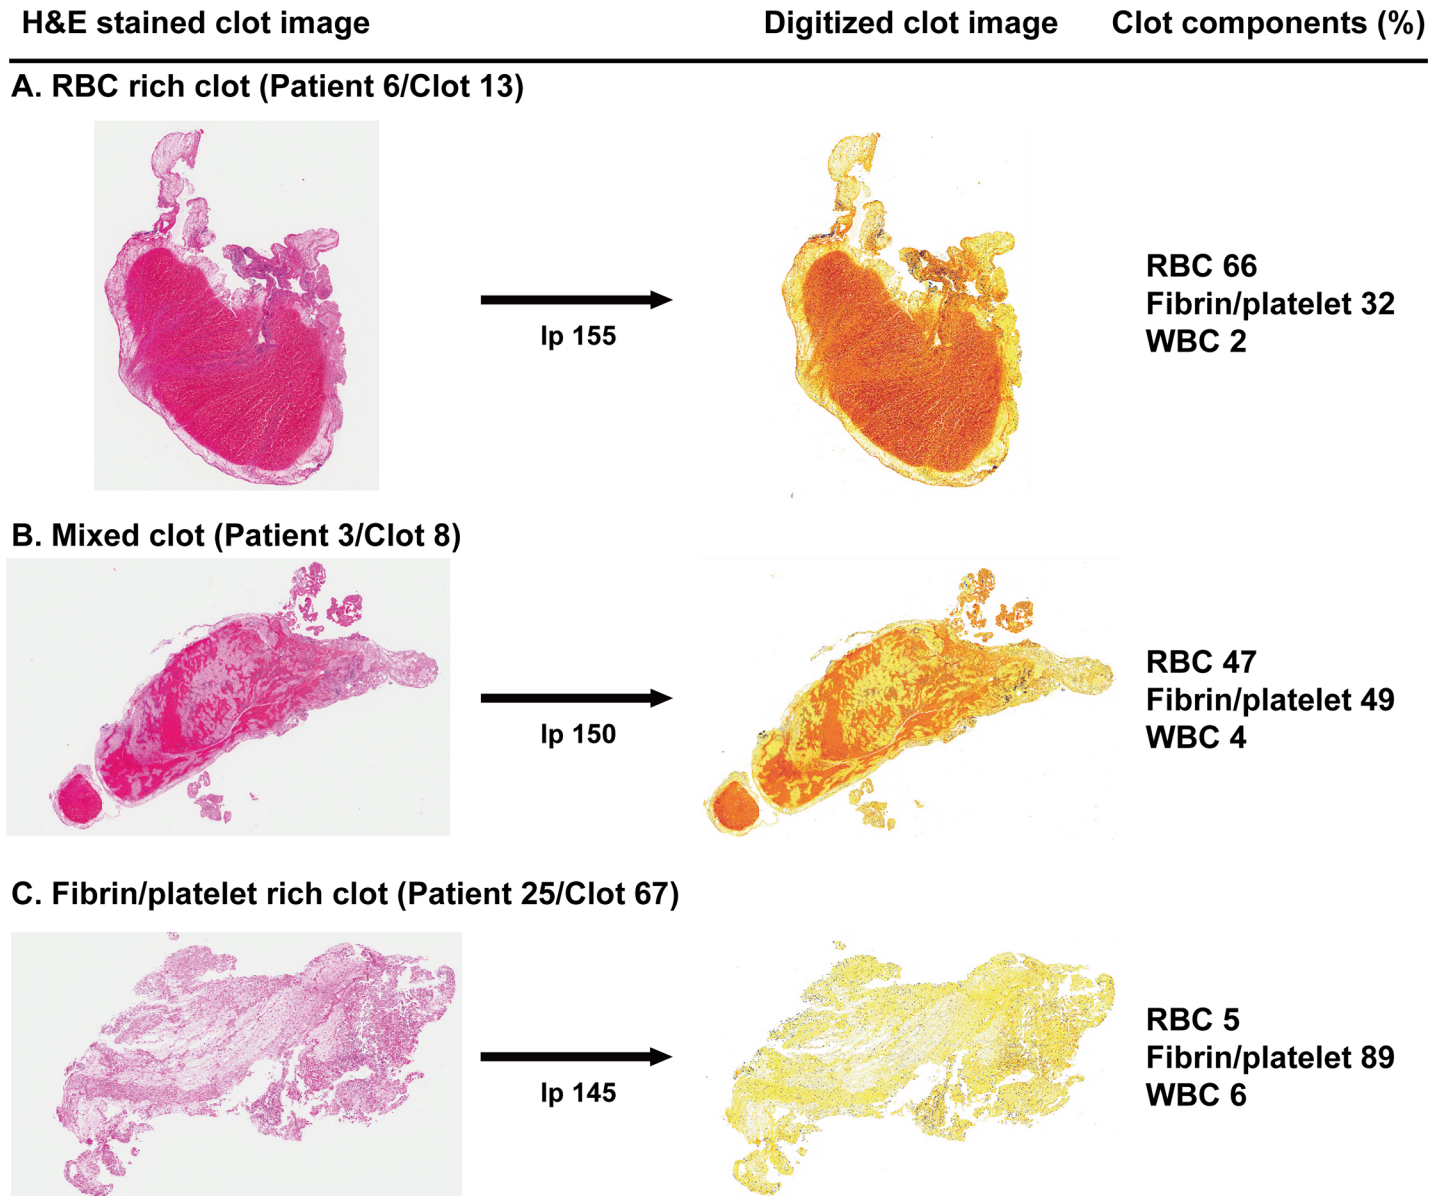 H&E stained clot image
Digitized clot image
Clot components (%)
A. RBC rich clot (Patient 6/Clot 13)
Ip 155
RBC 66
Fibrin/platelet 32
WBC 2
B. Mixed clot (Patient 3/Clot 8)
Ip 150
RBC 47
Fibrin/platelet 49
WBC 4
C. Fibrin/platelet rich clot (Patient 25/Clot 67)
Ip 145
RBC 5
Fibrin/platelet 89
WBC 6